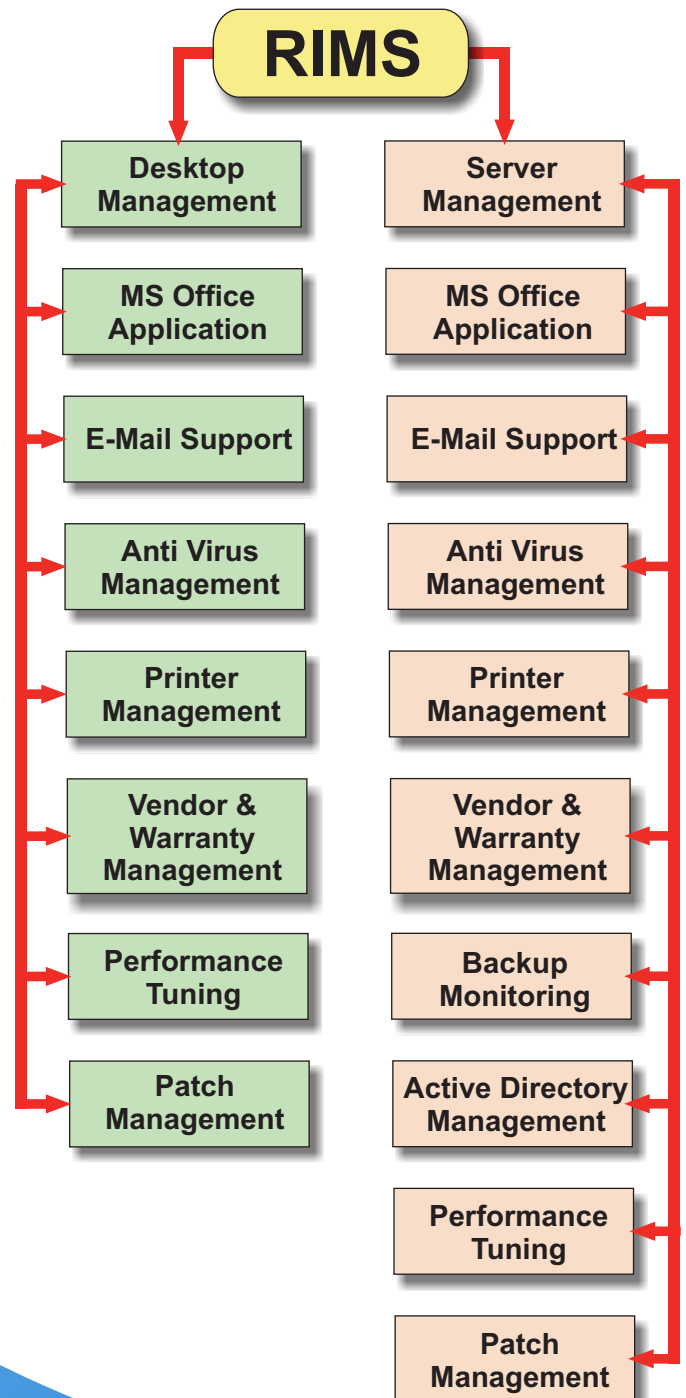 RIMS
Desktop
Management
MS Office
Application
E-Mail Support
Anti Virus
Management
Printer
Management
Vendor &
Warranty
Management
Performance
Tuning
Patch
Management
Server
Management
MS Office
Application
E-Mail Support
Anti Virus
Management
Printer
Management
Vendor &
Warranty
Management
Backup
Monitoring
Active Directory
Management
Performance
Tuning
Patch
Management